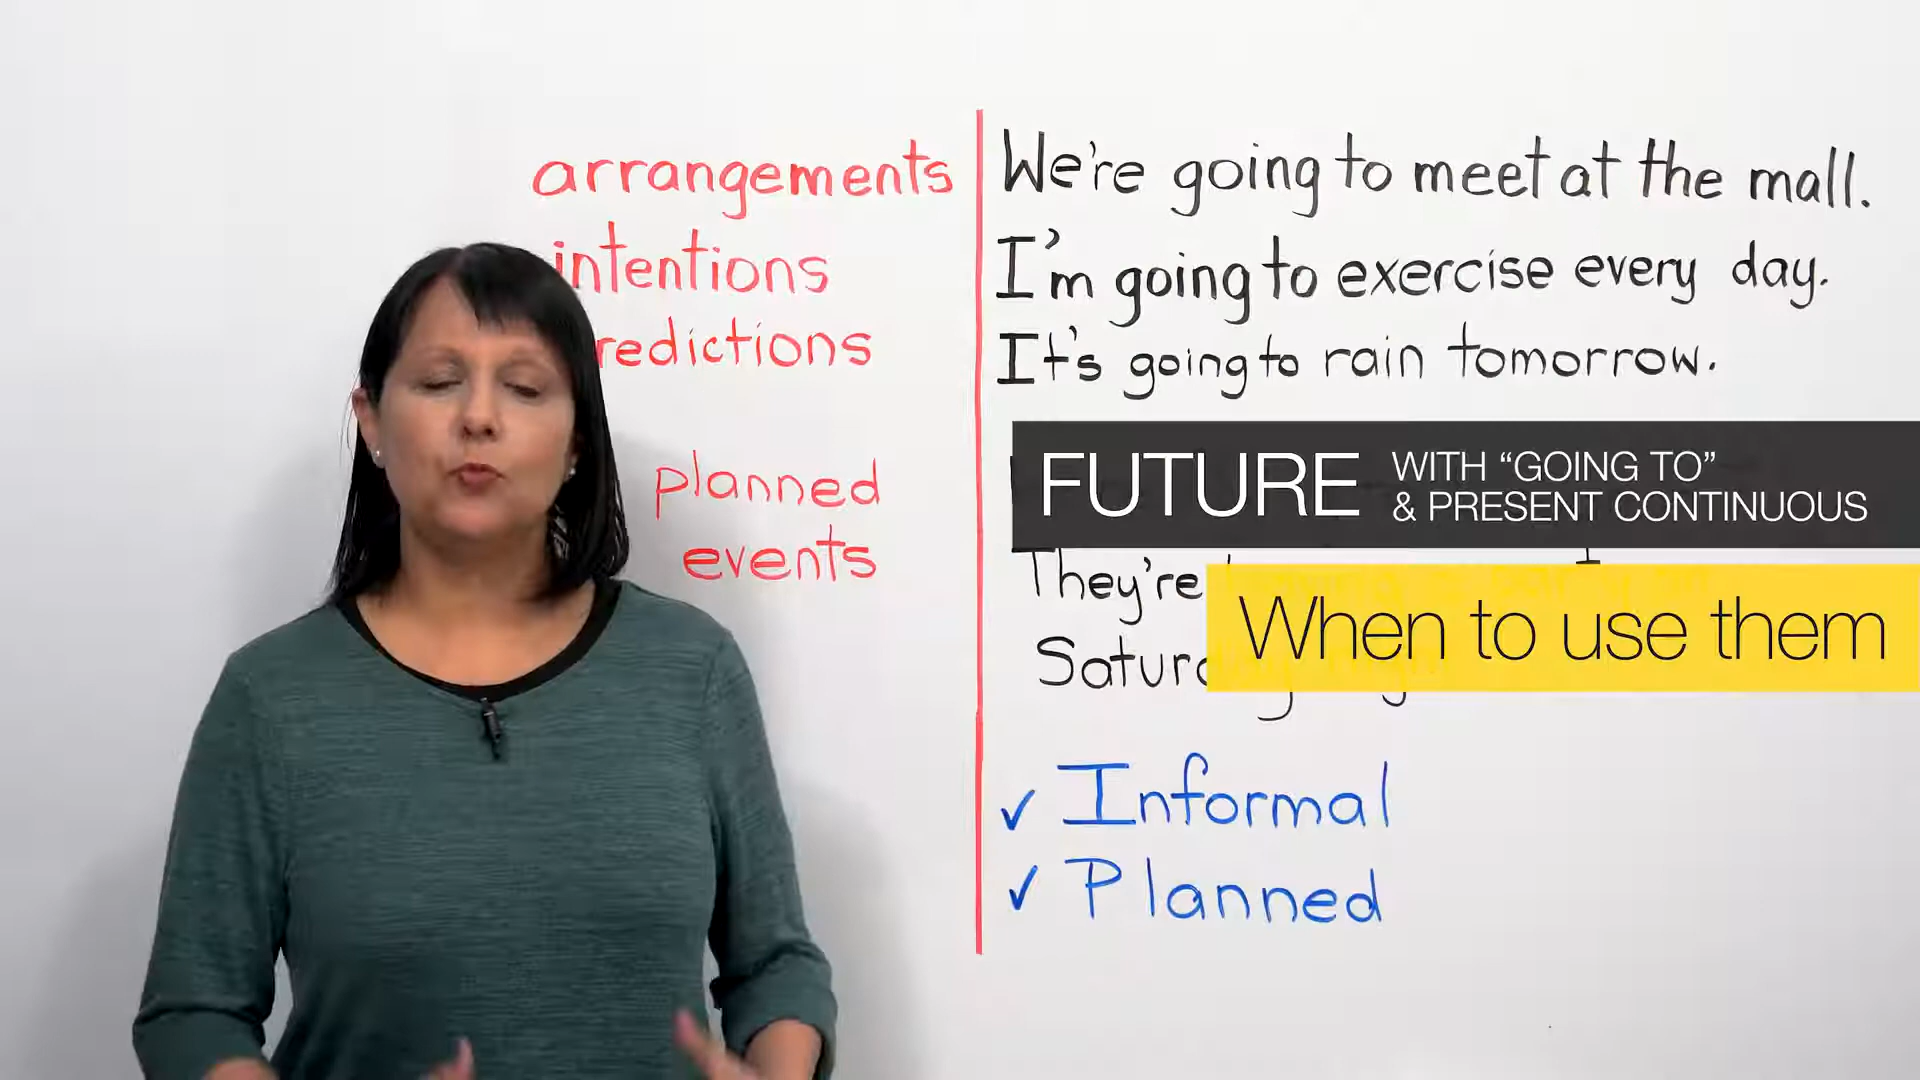 arrangements
intentions
redictions
planned
events
We're going to meet at the mall.
I'm going to exercise every day.
It's going to rain tomorrow.
FUTURE WITH “GOING TO”
& PRESENT CONTINUOUS
They're
When to use them
✓ Informal
✓ Planned